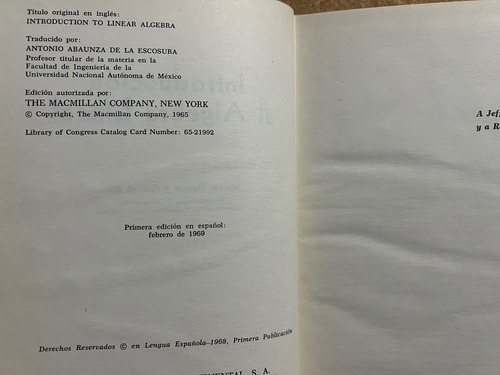 Título original en inglés:
INTRODUCTION TO LINEAR ALGEBRA
Traducido por:
ANTONIO ABAUNZA DE LA ESCOSURA
Profesor titular de la materia en la
Facultad de Ingeniería de la
Universidad Nacional Autónoma de México
Edición autorizada por:
THE MACMILLAN COMPANY, NEW YORK
© Copyright, The Macmillan Company, 1965
Library of Congress Catalog Card Number: 65-21992
Primera edición en español:
febrero de 1969
Derechos Reservados © en Lengua Española—1968, Primera Publicación
S. A.
A Jef
y a R